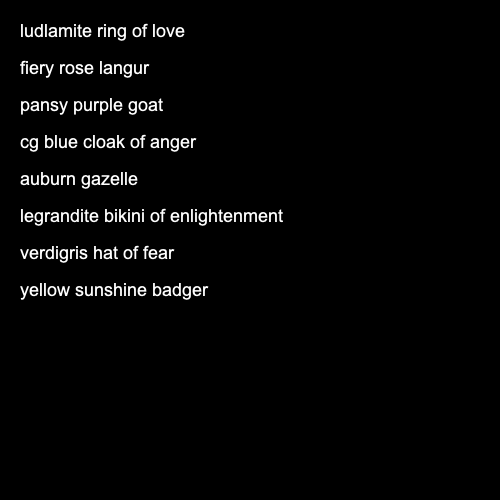 ludlamite ring of love
fiery rose langur
pansy purple goat
cg blue cloak of anger
auburn gazelle
legrandite bikini of enlightenment
verdigris hat of fear
yellow sunshine badger